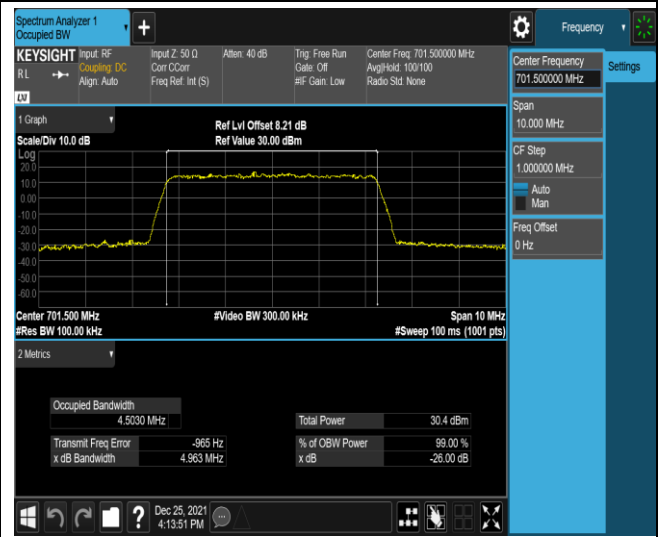 Spectrum Analyzer 1
Occupied BW
+
Frequency
KEYSIGHT
RL
LXI
Input: RF
Coupling: DC
Align: Auto
Input Z: 50 Ω
Corr CCorr
Freq Ref: Int (S)
Atten: 40 dB
Trig: Free Run
Gate: Off
#IF Gain: Low
Center Freq: 701.500000 MHz
Avg|Hold: 100/100
Radio Std: None
Center Frequency
701.500000 MHz
Settings
Span
10.000 MHz
CF Step
1.000000 MHz
Auto
Man
Freq Offset
0 Hz
1 Graph
Scale/Div 10.0 dB
Ref Lvl Offset 8.21 dB
Ref Value 30.00 dBm
Log
20.0
10.0
0.00
-10.0
-20.0
-30.0
-40.0
-50.0
-60.0
Center 701.500 MHz
#Video BW 300.00 kHz
Span 10 MHz
#Res BW 100.00 kHz
#Sweep 100 ms (1001 pts)
2 Metrics
Occupied Bandwidth
4.5030 MHz
Total Power 30.4 dBm
Transmit Freq Error -965 Hz
% of OBW Power 99.00 %
x dB Bandwidth 4.963 MHz
x dB -26.00 dB
?
Dec 25, 2021
4:13:51 PM